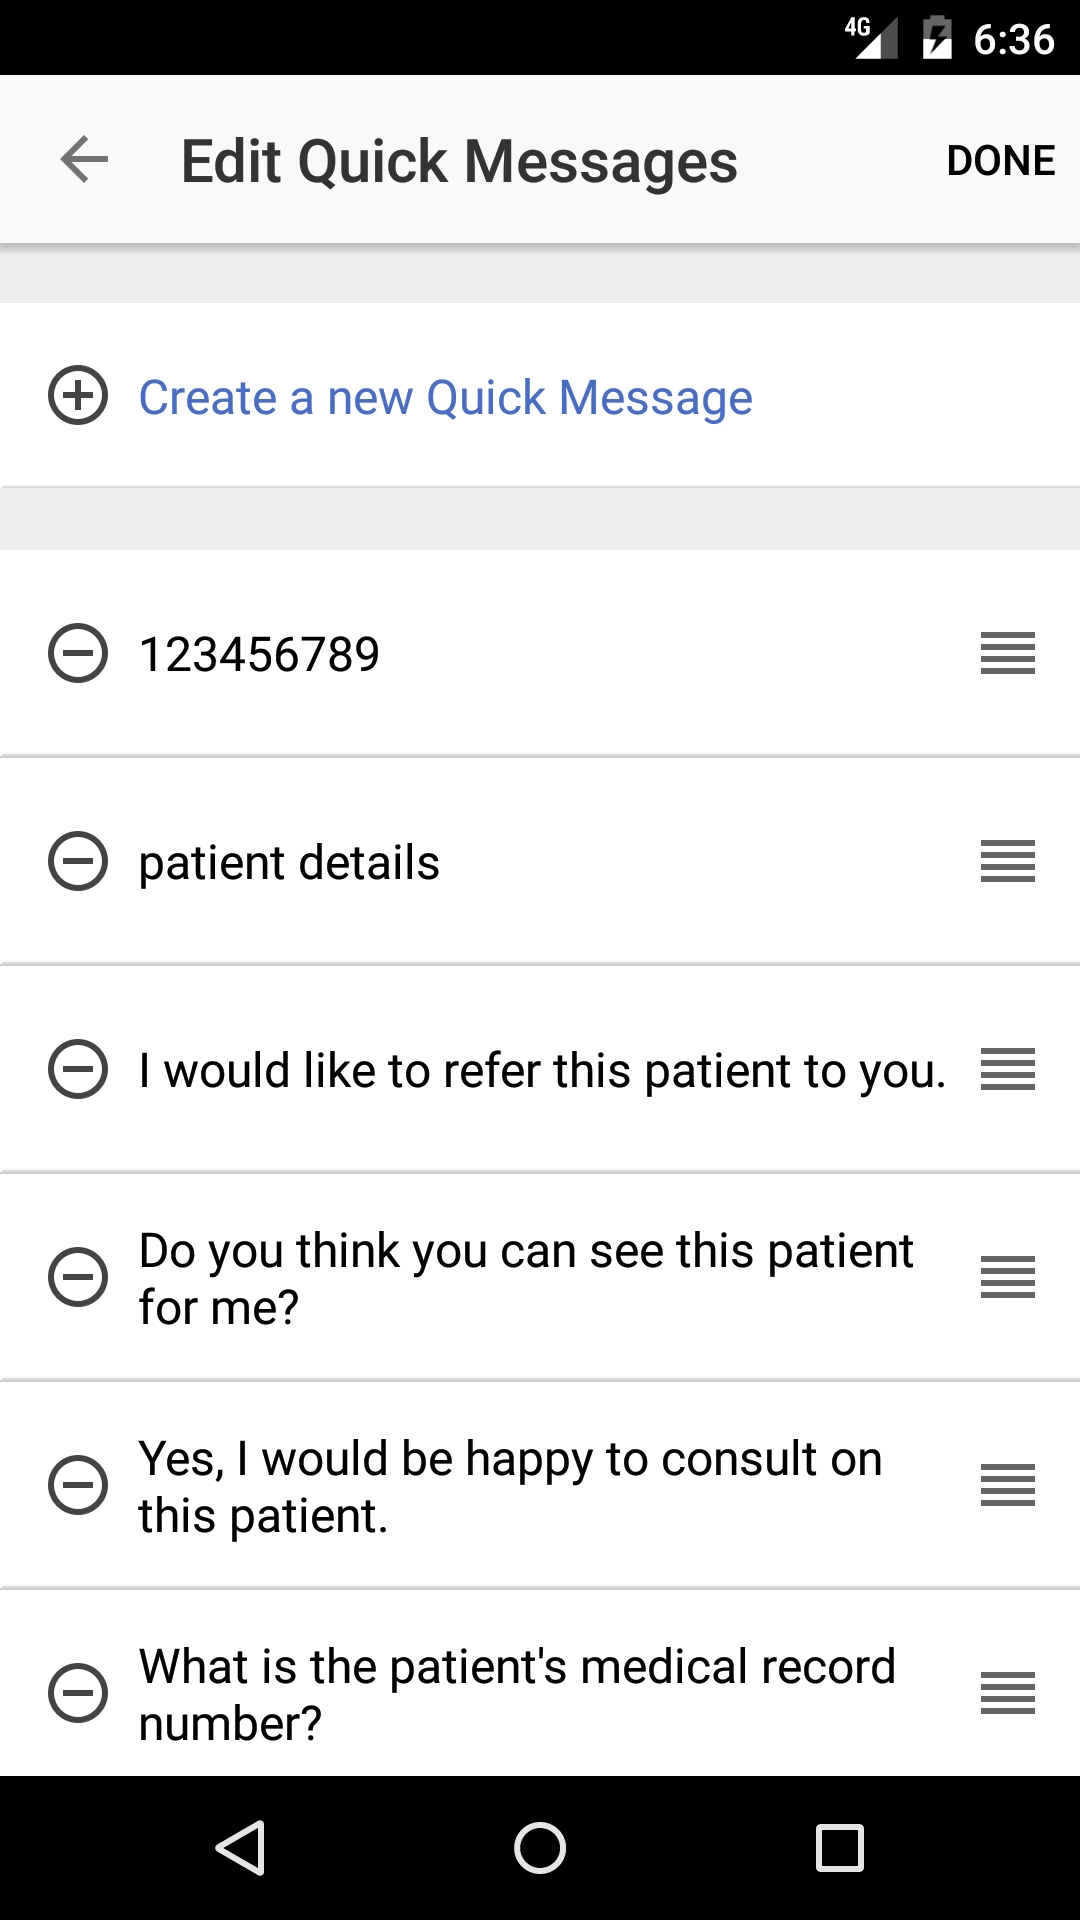 4G 6:36
Edit Quick Messages DONE
Create a new Quick Message
123456789
patient details
I would like to refer this patient to you.
Do you think you can see this patient
for me?
Yes, I would be happy to consult on
this patient.
What is the patient's medical record
number?